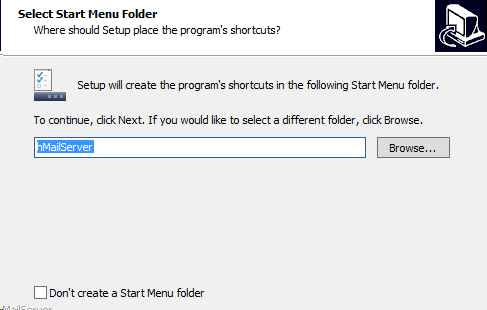 Select Start Menu Folder
Where should Setup place the program's shortcuts?
Setup will create the program's shortcuts in the following Start Menu folder.
To continue, click Next. If you would like to select a different folder, click Browse.
hMailServer
Browse...
Don't create a Start Menu folder